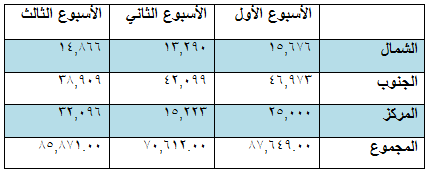 الأسبوع الأول الأسبوع الثاني الأسبوع الثالث
الشمال ١٥,٦٧٦ ١٣,٢٩٠ ١٤,٨٦٦
الجنوب ٤٦,٩٧٣ ٤٢,٠٩٩ ٣٨,٩٠٩
المركز ٢٥,٠٠٠ ١٥,٢٢٣ ٣٢,٠٩٦
المجموع ٨٧,٦٤٩.٠٠ ٧٠,٦١٢.٠٠ ٨٥,٨٧١.٠٠